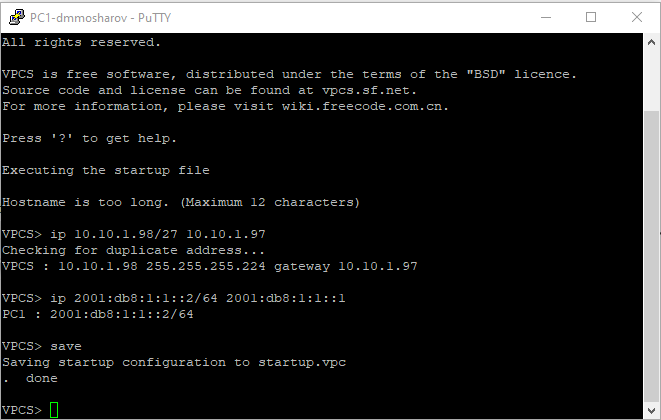 PC1-dmmosharov - PuTTY
All rights reserved.
VPCS is free software, distributed under the terms of the "BSD" licence.
Source code and license can be found at vpcs.sf.net.
For more information, please visit wiki.freecode.com.cn.
Press '?' to get help.
Executing the startup file
Hostname is too long. (Maximum 12 characters)
VPCS> ip 10.10.1.98/27 10.10.1.97
Checking for duplicate address...
VPCS : 10.10.1.98 255.255.255.224 gateway 10.10.1.97
VPCS> ip 2001:db8:1:1::2/64 2001:db8:1:1::1
PC1 : 2001:db8:1:1::2/64
VPCS> save
Saving startup configuration to startup.vpc
.  done
VPCS>